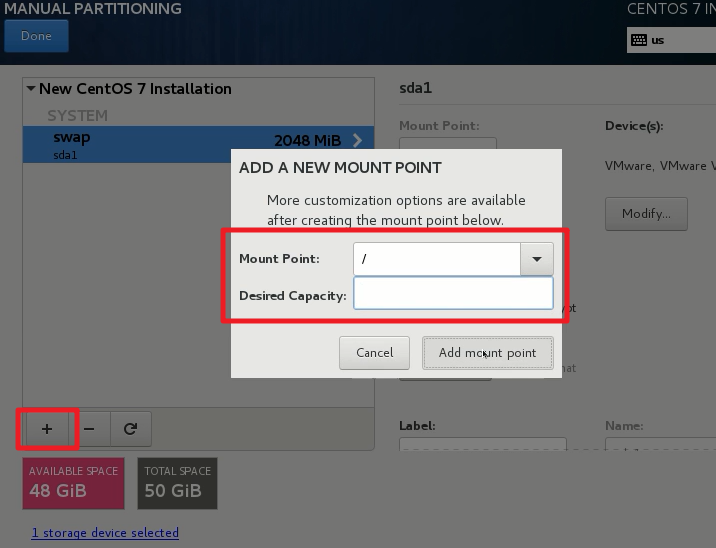 MANUAL PARTITIONING
CENTOS 7 IN
Done
us
New CentOS 7 Installation
SYSTEM
swap
2048 MiB
sda1
sda1
Mount Point:
Device(s):
VMware, VMware V
Modify...
ADD A NEW MOUNT POINT
More customization options are available
after creating the mount point below.
Mount Point:
/
Desired Capacity:
Cancel
Add mount point
Label:
Name:
+
−
AVAILABLE SPACE
48 GiB
TOTAL SPACE
50 GiB
1 storage device selected